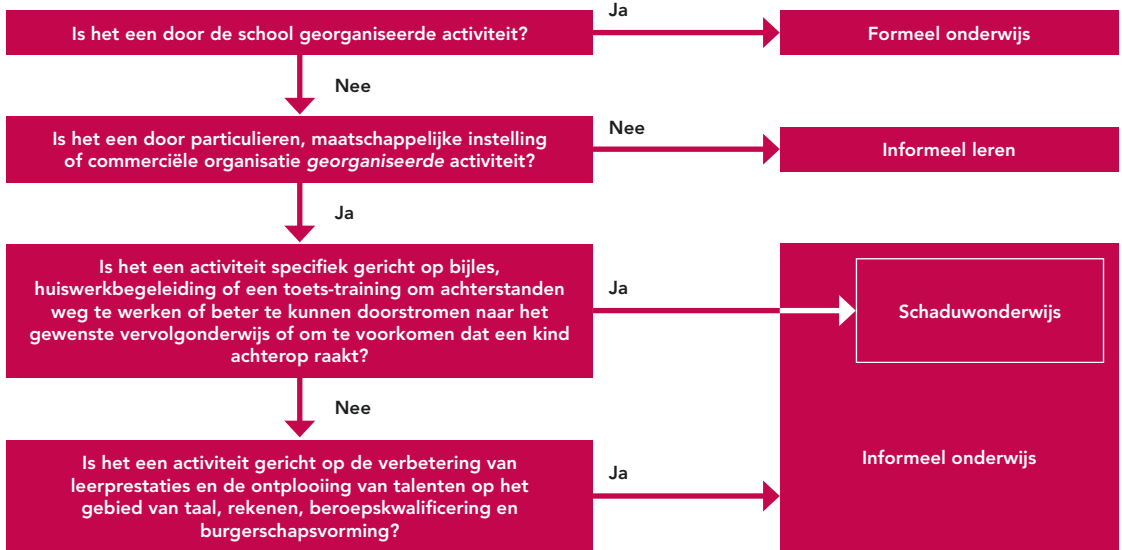 Is het een door de school georganiseerde activiteit?
Ja
Formeel onderwijs
Nee
Is het een door particulieren, maatschappelijke instelling
of commerciële organisatie georganiseerde activiteit?
Nee
Informeel leren
Ja
Is het een activiteit specifiek gericht op bijles,
huiswerkbegeleiding of een toets-training om achterstanden
weg te werken of beter te kunnen doorstromen naar het
gewenste vervolgonderwijs of om te voorkomen dat een kind
achterop raakt?
Ja
Schaduwonderwijs
Nee
Is het een activiteit gericht op de verbetering van
leerprestaties en de ontplooiing van talenten op het
gebied van taal, rekenen, beroepskwalificering en
burgerschapsvorming?
Ja
Informeel onderwijs